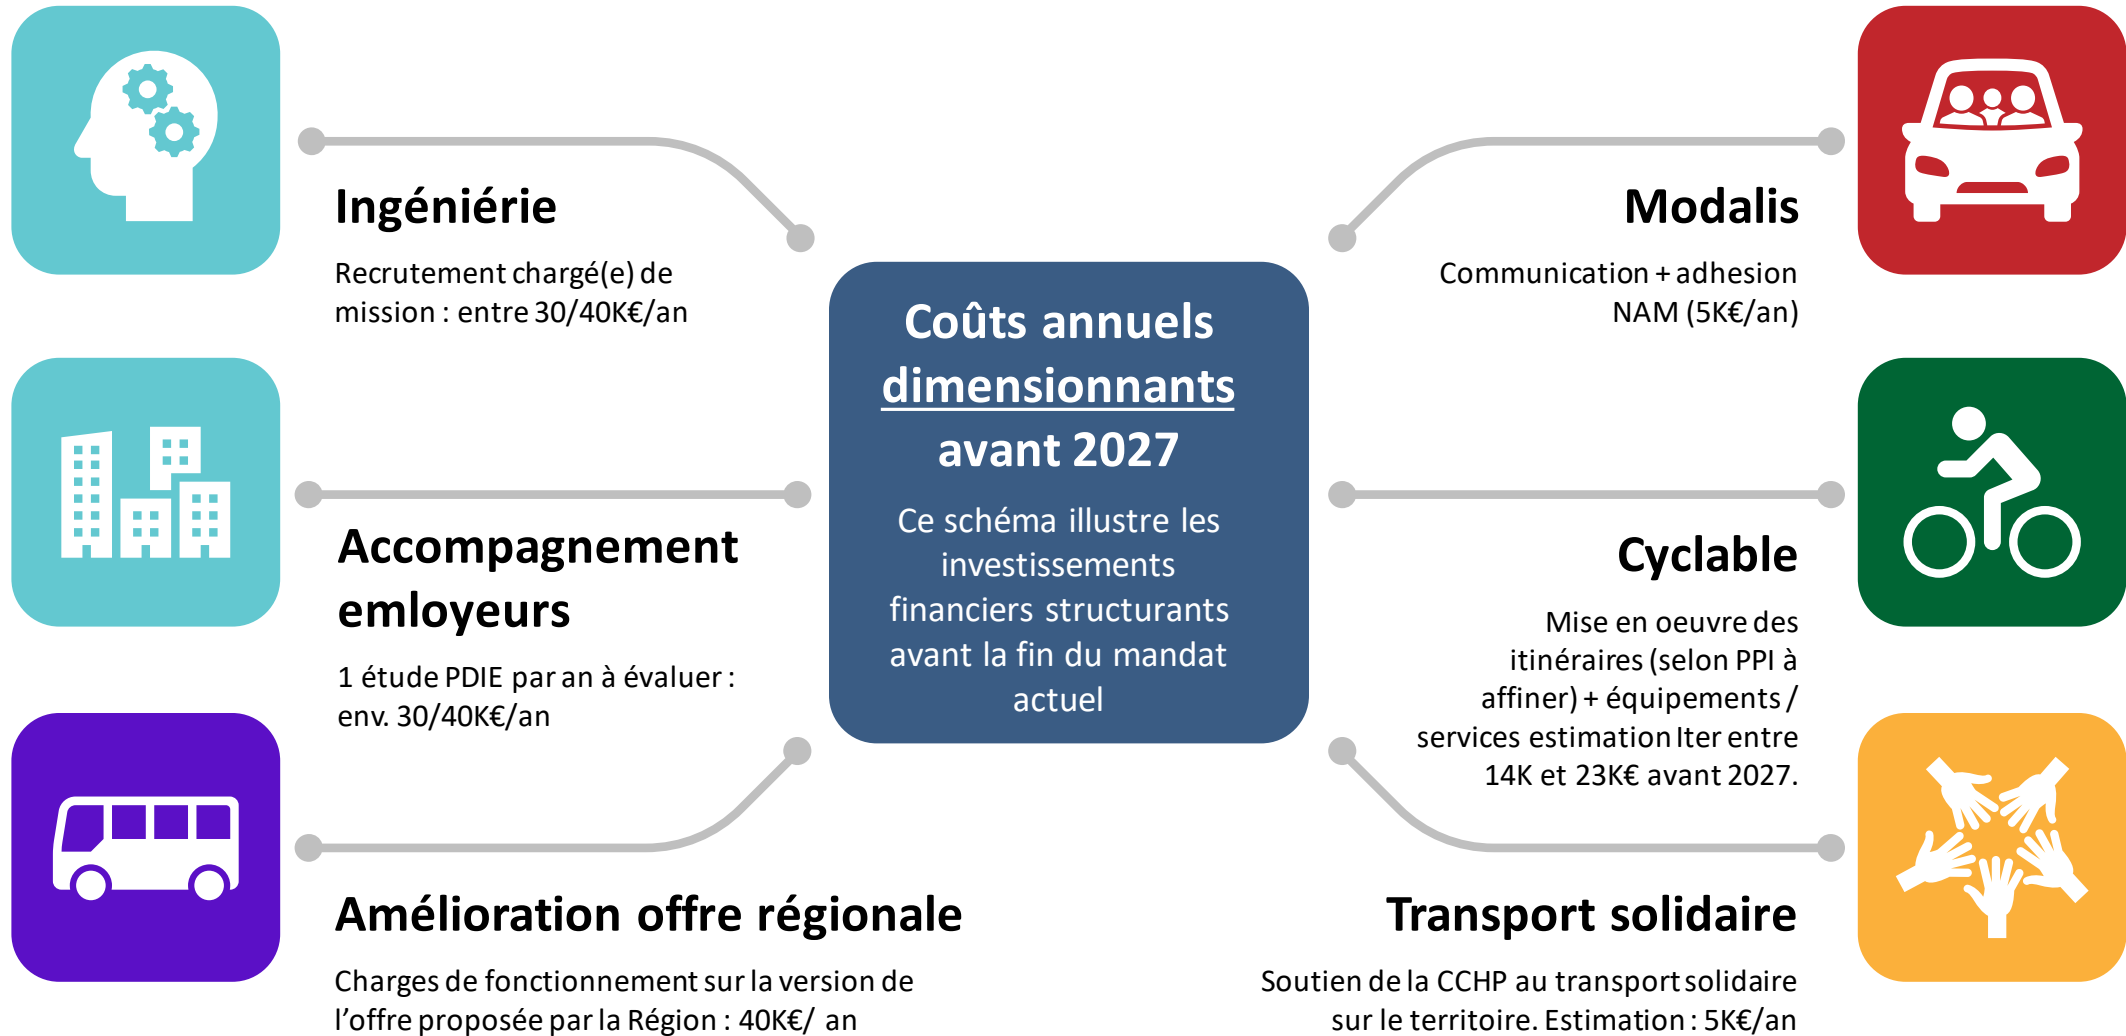 Ingéniérie
Recrutement chargé(e) de
mission : entre 30/40K€/an
Accompagnement
emloyeurs
1 étude PDIE par an à évaluer :
env. 30/40K€/an
Amélioration offre régionale
Charges de fonctionnement sur la version de
l’offre proposée par la Région : 40K€/ an
Coûts annuels
dimensionnants
avant 2027
Ce schéma illustre les
investissements
financiers structurants
avant la fin du mandat
actuel
Modalis
Communication + adhesion
NAM (5K€/an)
Cyclable
Mise en oeuvre des
itinéraires (selon PPI à
affiner) + équipements /
services estimation Iter entre
14K et 23K€ avant 2027.
Transport solidaire
Soutien de la CCHP au transport solidaire
sur le territoire. Estimation : 5K€/an